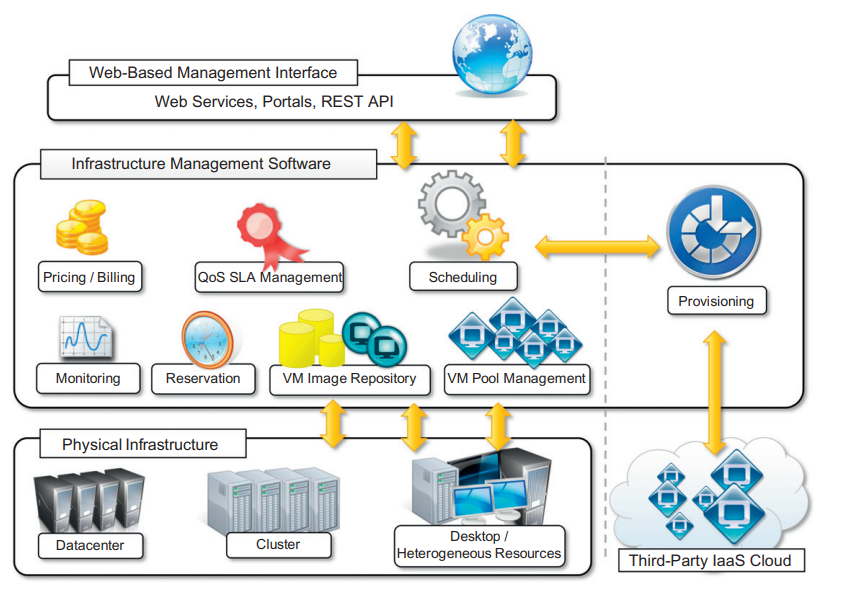 Web-Based Management Interface
Web Services, Portals, REST API
Infrastructure Management Software
Pricing / Billing
QoS SLA Management
Scheduling
Provisioning
Monitoring
Reservation
VM Image Repository
VM Pool Management
Physical Infrastructure
Datacenter
Cluster
Desktop /
Heterogeneous Resources
Third-Party IaaS Cloud